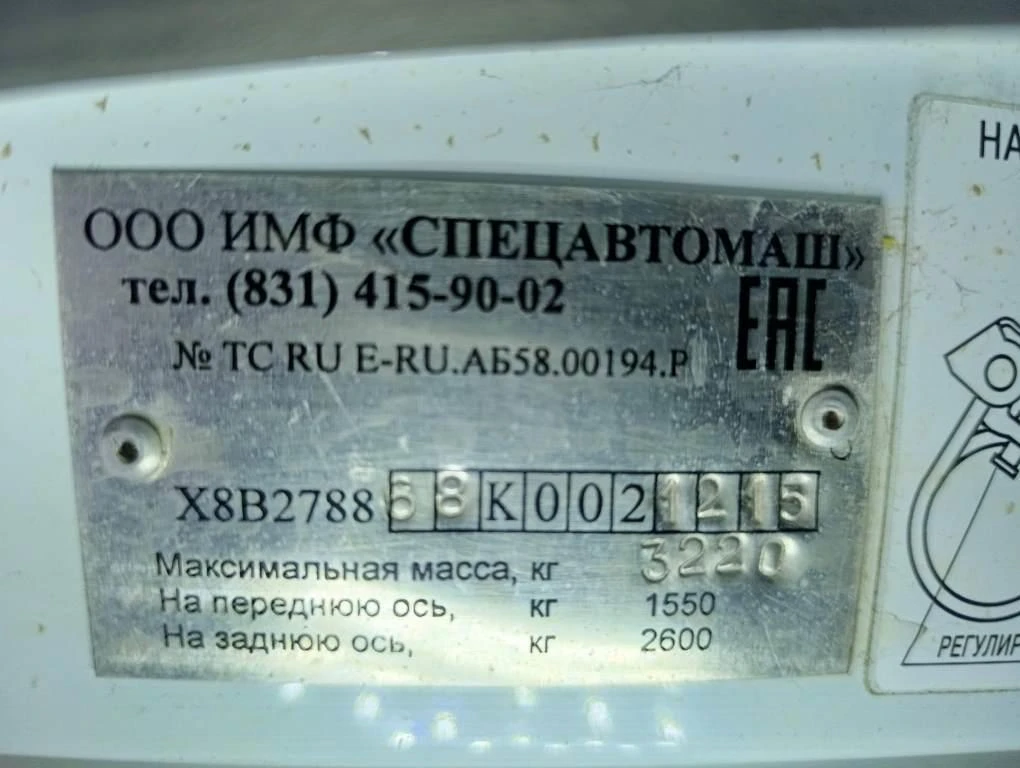 ООО ИМФ «СПЕЦАВТОМАШ»
тел. (831) 415-90-02
EAC
№ ТС RU E-RU.АБ58.00194.Р
X8B278868K0021215
Максимальная масса, кг 3220
На переднюю ось, кг 1550
На заднюю ось, кг 2600
НА
РЕГУЛИР